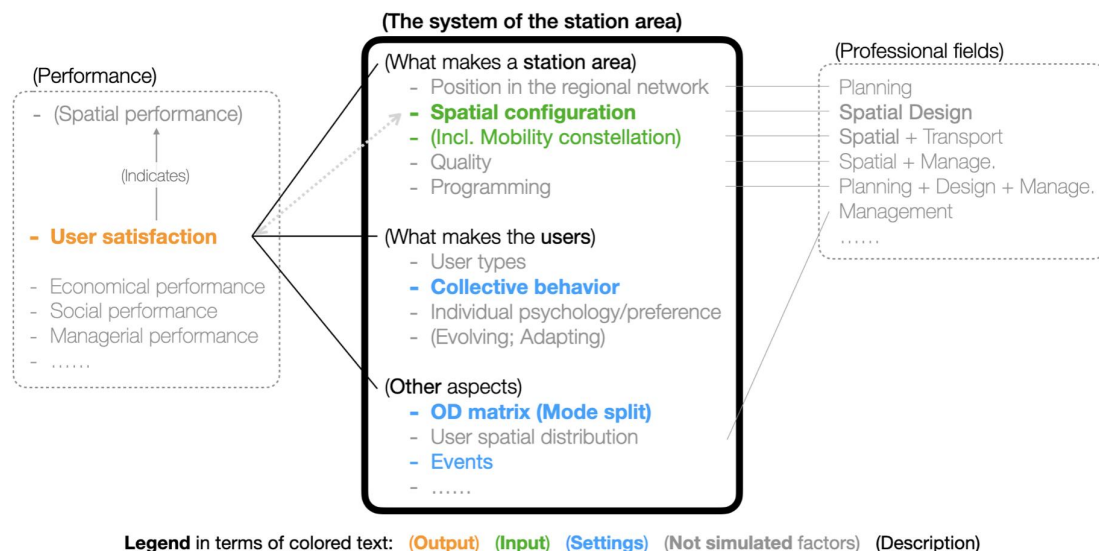 (The system of the station area)
(Performance)
- (Spatial performance)
(Indicates)
- User satisfaction
- Economical performance
- Social performance
- Managerial performance
- ......
(What makes a station area)
- Position in the regional network
- Spatial configuration
- (Incl. Mobility constellation)
- Quality
- Programming
(What makes the users)
- User types
- Collective behavior
- Individual psychology/preference
- (Evolving; Adapting)
(Other aspects)
- OD matrix (Mode split)
- User spatial distribution
- Events
- ......
(Professional fields)
Planning
Spatial Design
Spatial + Transport
Spatial + Manage.
Planning + Design + Manage.
Management
......
Legend in terms of colored text: (Output) (Input) (Settings) (Not simulated factors) (Description)